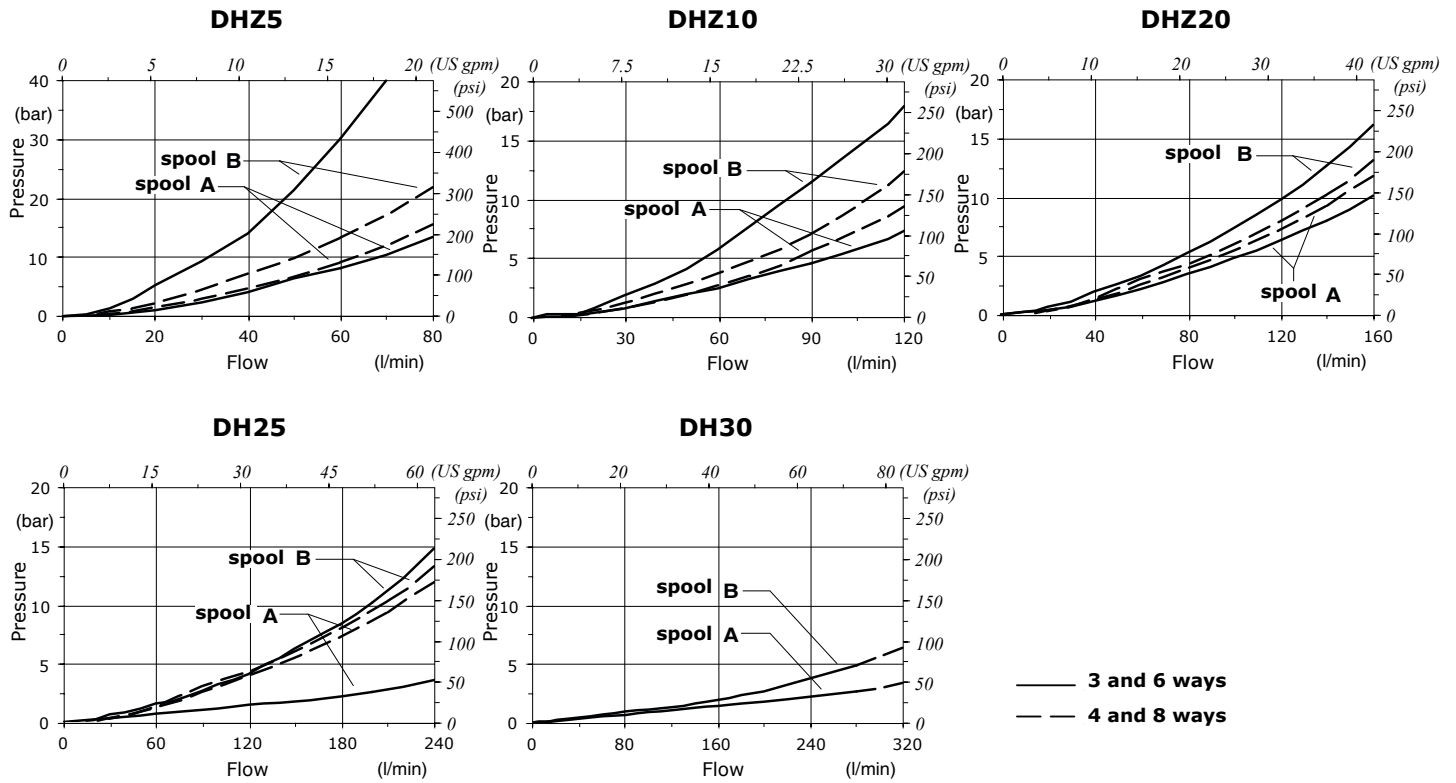 DHZ5
0 5 10 15 20 (US gpm)
(psi)
40
(bar)
30
20
10
0
Pressure
500
400
300
200
100
0
spool B
spool A
0 20 40 60 80
Flow (l/min)
DHZ10
0 7.5 15 22.5 30 (US gpm)
(psi)
20
(bar)
15
10
5
0
Pressure
250
200
150
100
50
0
spool B
spool A
0 30 60 90 120
Flow (l/min)
DHZ20
0 10 20 30 40 (US gpm)
(psi)
20
(bar)
15
10
5
0
Pressure
250
200
150
100
50
0
spool B
spool A
0 40 80 120 160
Flow (l/min)
DH25
0 15 30 45 60 (US gpm)
(psi)
20
(bar)
15
10
5
0
Pressure
250
200
150
100
50
0
spool B
spool A
0 60 120 180 240
Flow (l/min)
DH30
0 20 40 60 80 (US gpm)
(psi)
20
(bar)
15
10
5
0
Pressure
250
200
150
100
50
0
spool B
spool A
0 80 160 240 320
Flow (l/min)
3 and 6 ways
4 and 8 ways